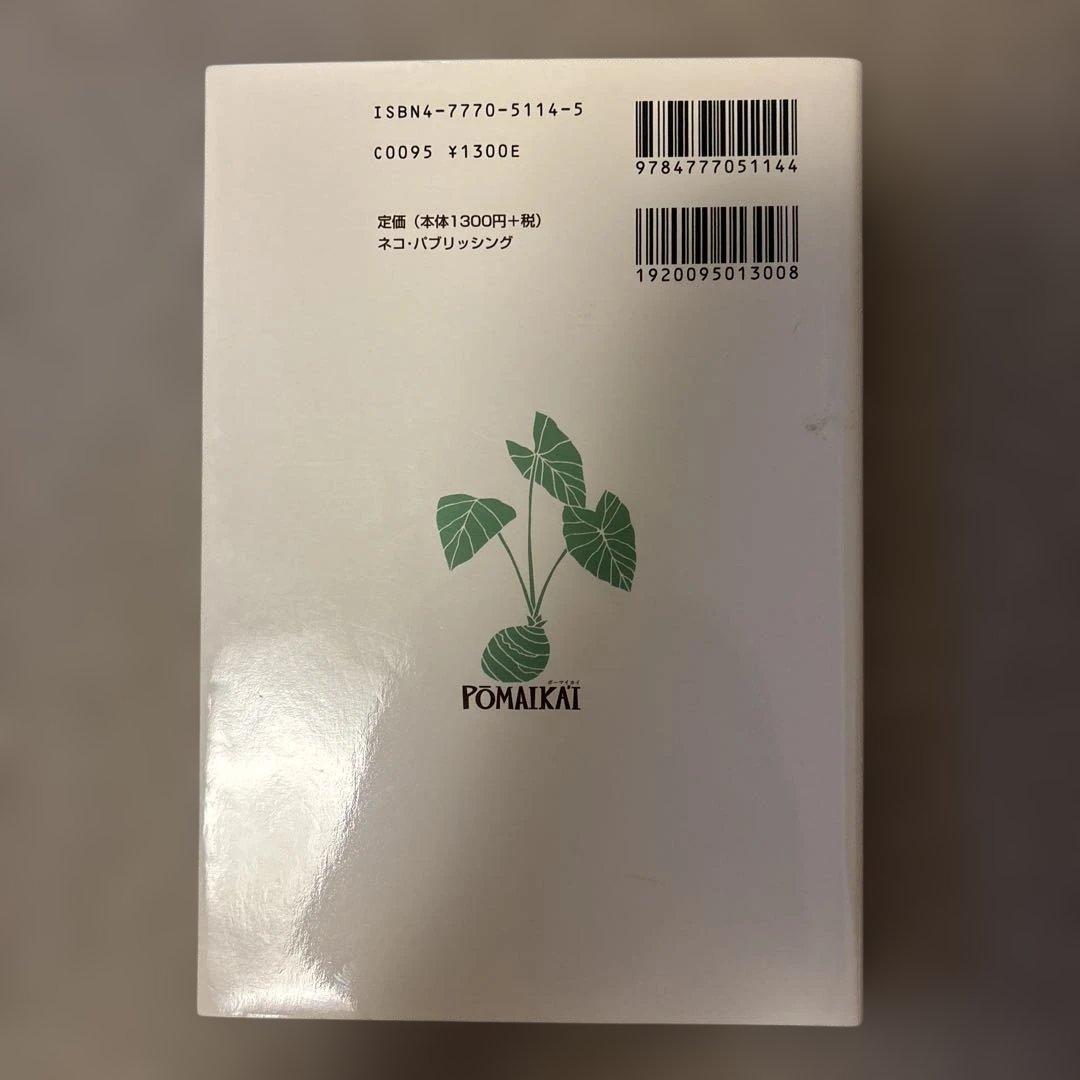 ISBN4-7770-5114-5
C0095 ¥1300E
9784777051144
定価（本体1300円＋税）
ネコ・パブリッシング
1920095013008
ポーマイカイ
PŌMAIKA'I